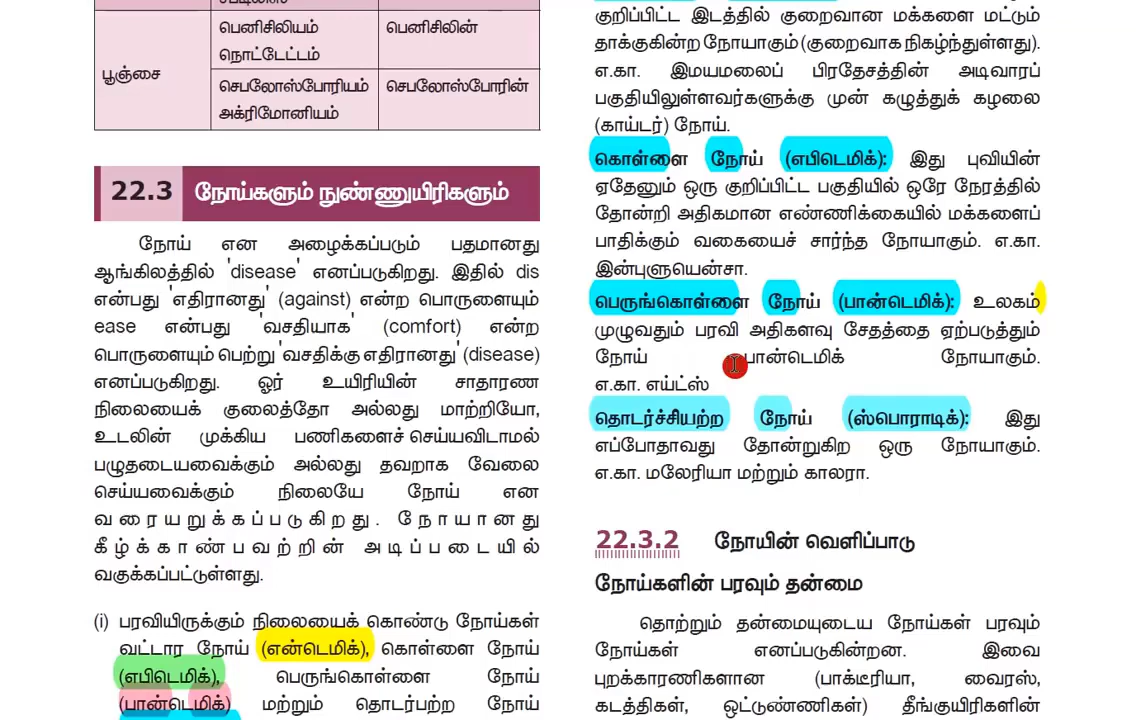 பெனிசிலியம் பெனிசிலின்
நொட்டேட்டம்
பூஞ்சை
செபலோஸ்போரியம் செபலோஸ்போரின்
அக்ரிமோனியம்
22.3 நோய்களும் நுண்ணுயிரிகளும்
நோய் என அழைக்கப்படும் பதமானது
ஆங்கிலத்தில் 'disease' எனப்படுகிறது. இதில் dis
என்பது 'எதிரானது' (against) என்ற பொருளையும்
ease என்பது 'வசதியாக' (comfort) என்ற
பொருளையும் பெற்று 'வசதிக்கு எதிரானது' (disease)
எனப்படுகிறது. ஓர் உயிரியின் சாதாரண
நிலையைக் குலைத்தோ அல்லது மாற்றியோ,
உடலின் முக்கிய பணிகளைச் செய்யவிடாமல்
பழுதடையவைக்கும் அல்லது தவறாக வேலை
செய்யவைக்கும் நிலையே நோய் என
வரையறுக்கப்படுகிறது. நோயானது
கீழ்க்காண்பவற்றின் அடிப்படையில்
வகுக்கப்பட்டுள்ளது.
(i) பரவியிருக்கும் நிலையைக் கொண்டு நோய்கள்
வட்டார நோய் (என்டெமிக்), கொள்ளை நோய்
(எபிடெமிக்), பெருங்கொள்ளை நோய்
(பான்டெமிக்) மற்றும் தொடர்பற்ற நோய்
குறிப்பிட்ட இடத்தில் குறைவான மக்களை மட்டும்
தாக்குகின்ற நோயாகும் (குறைவாக நிகழ்ந்துள்ளது).
எ.கா. இமயமலைப் பிரதேசத்தின் அடிவாரப்
பகுதியிலுள்ளவர்களுக்கு முன் கழுத்துக் கழலை
(காய்டர்) நோய்.
கொள்ளை நோய் (எபிடெமிக்): இது புவியின்
ஏதேனும் ஒரு குறிப்பிட்ட பகுதியில் ஒரே நேரத்தில்
தோன்றி அதிகமான எண்ணிக்கையில் மக்களைப்
பாதிக்கும் வகையைச் சார்ந்த நோயாகும். எ.கா.
இன்புளுயென்சா.
பெருங்கொள்ளை நோய் (பான்டெமிக்): உலகம்
முழுவதும் பரவி அதிகளவு சேதத்தை ஏற்படுத்தும்
நோய் பான்டெமிக் நோயாகும்.
எ.கா. எய்ட்ஸ்
தொடர்ச்சியற்ற நோய் (ஸ்பொராடிக்): இது
எப்போதாவது தோன்றுகிற ஒரு நோயாகும்.
எ.கா. மலேரியா மற்றும் காலரா.
22.3.2 நோயின் வெளிப்பாடு
நோய்களின் பரவும் தன்மை
தொற்றும் தன்மையுடைய நோய்கள் பரவும்
நோய்கள் எனப்படுகின்றன. இவை
புறக்காரணிகளான (பாக்டீரியா, வைரஸ்,
கடத்திகள், ஒட்டுண்ணிகள்) தீங்குயிரிகளின்